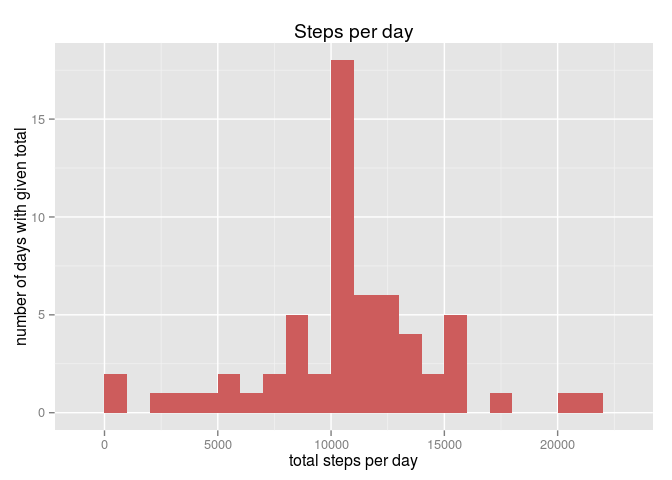 Steps per day
number of days with given total
15
10
5
0
0 5000 10000 15000 20000
total steps per day